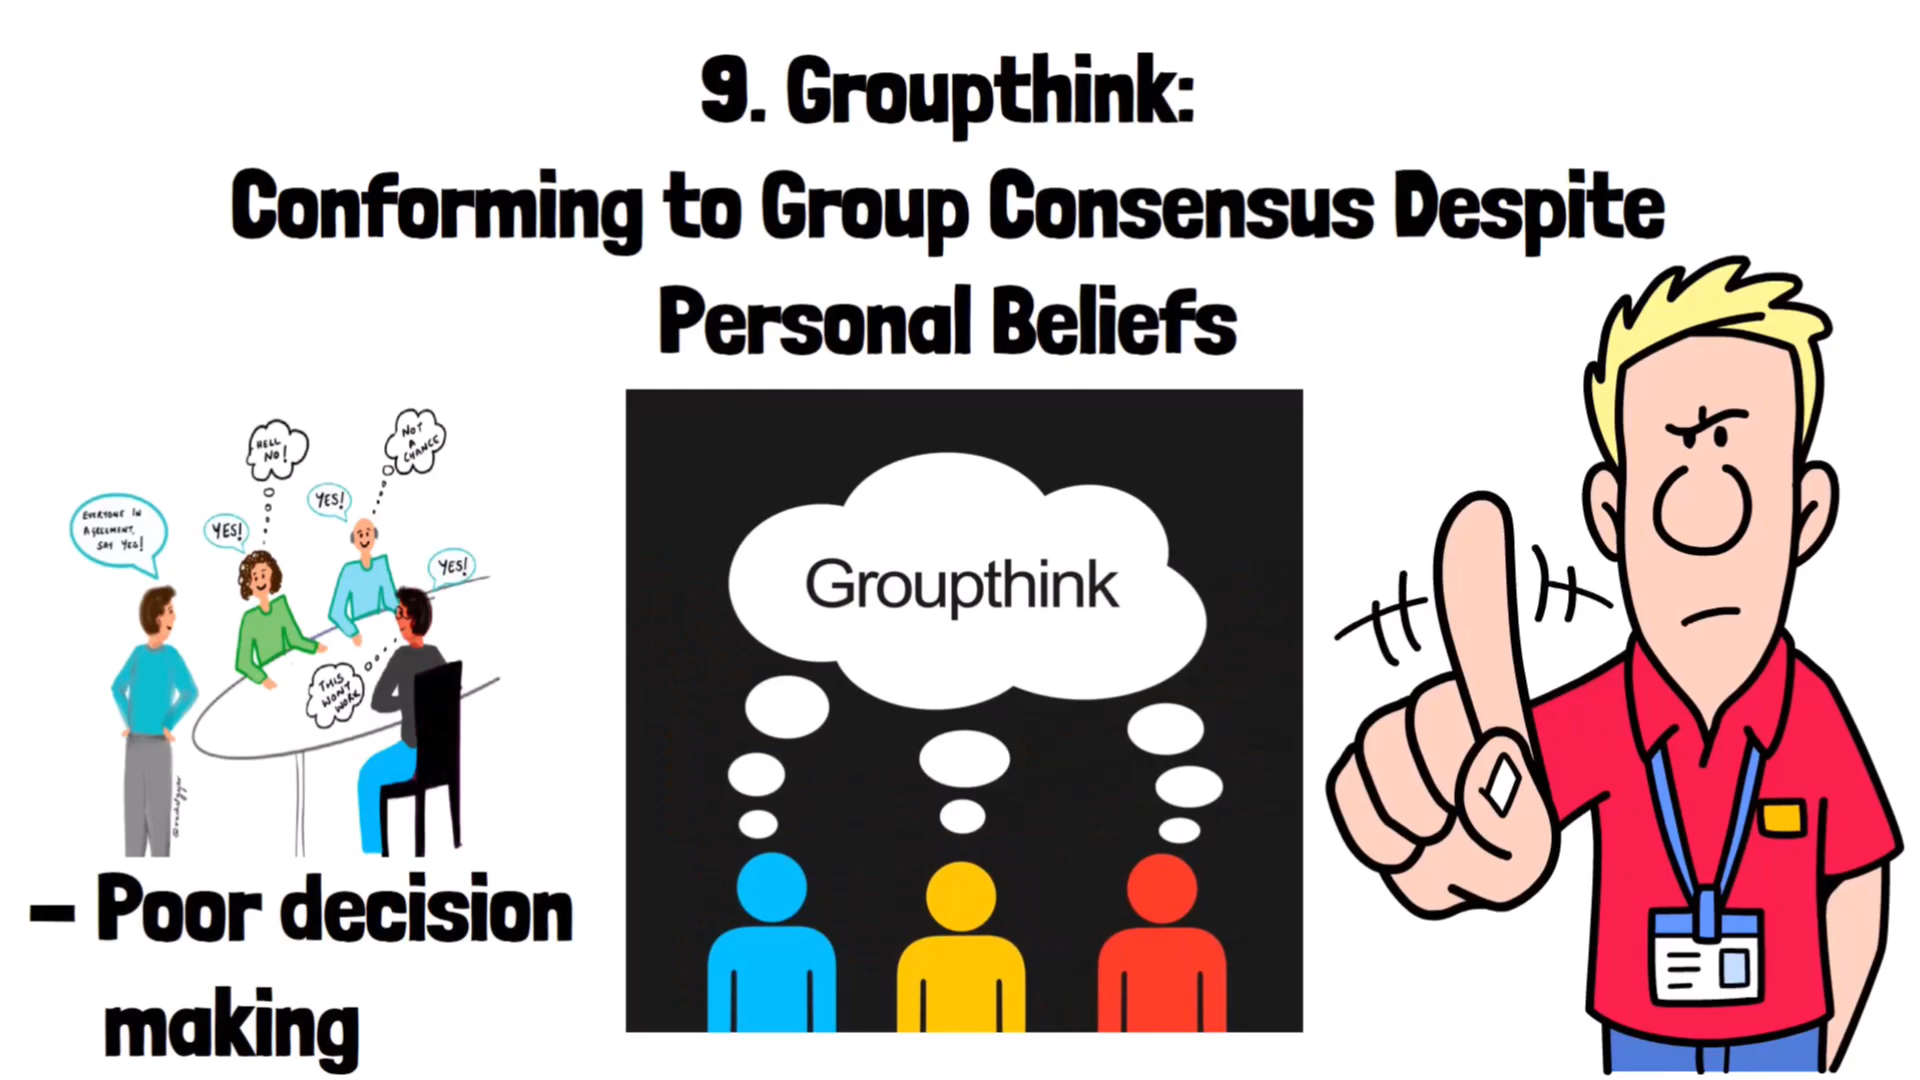 9. Groupthink:
Conforming to Group Consensus Despite
Personal Beliefs
HELL
NO!
NOT
A
CHANCE
EVERYONE IN
AGREEMENT,
SAY YES!
YES!
YES!
YES!
THIS
WON'T
WORK
Groupthink
- Poor decision
making